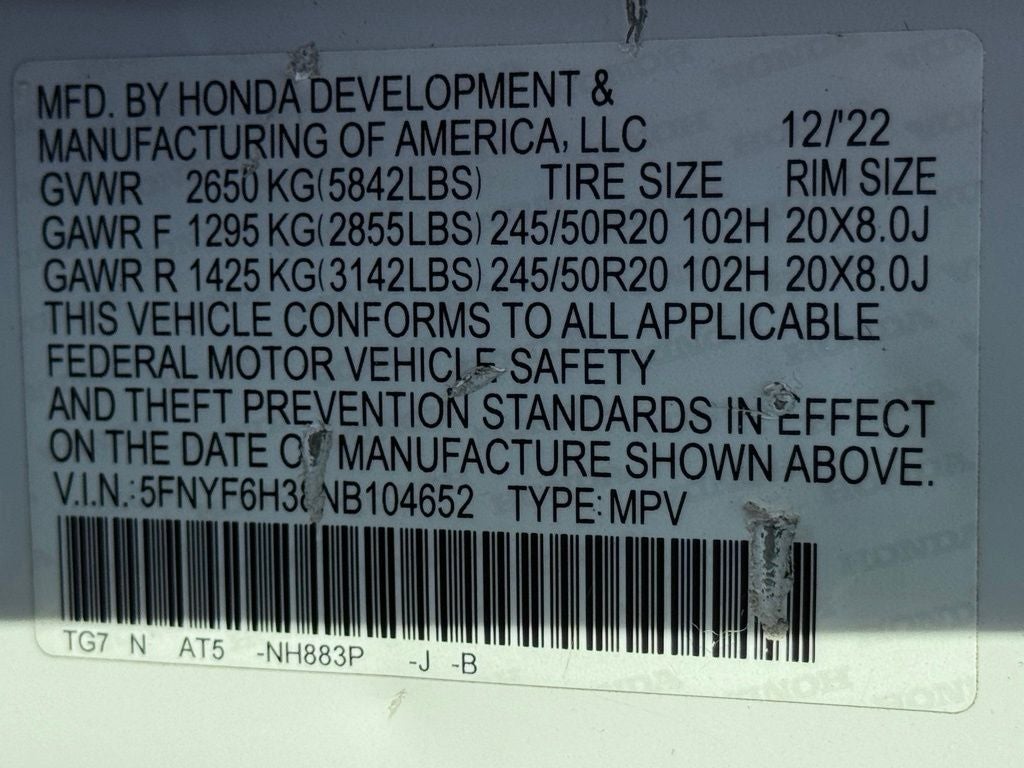 MFD. BY HONDA DEVELOPMENT &
MANUFACTURING OF AMERICA, LLC 12/'22
GVWR 2650 KG(5842LBS) TIRE SIZE RIM SIZE
GAWR F 1295 KG(2855LBS) 245/50R20 102H 20X8.0J
GAWR R 1425 KG(3142LBS) 245/50R20 102H 20X8.0J
THIS VEHICLE CONFORMS TO ALL APPLICABLE
FEDERAL MOTOR VEHICLE SAFETY
AND THEFT PREVENTION STANDARDS IN EFFECT
ON THE DATE OF MANUFACTURE SHOWN ABOVE.
V.I.N.:5FNYF6H38NB104652 TYPE:MPV
TG7 N AT5 -NH883P -J -B